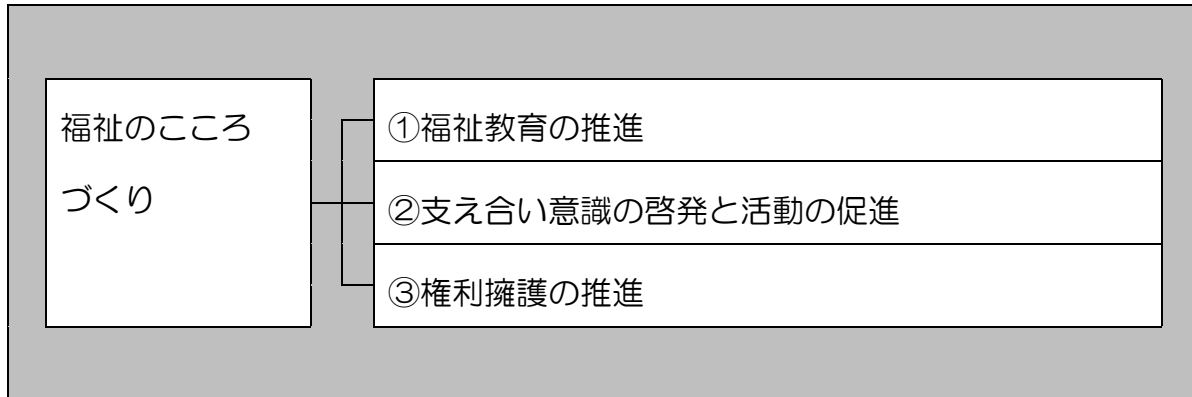 福祉のこころ
づくり
①福祉教育の推進
②支え合い意識の啓発と活動の促進
③権利擁護の推進